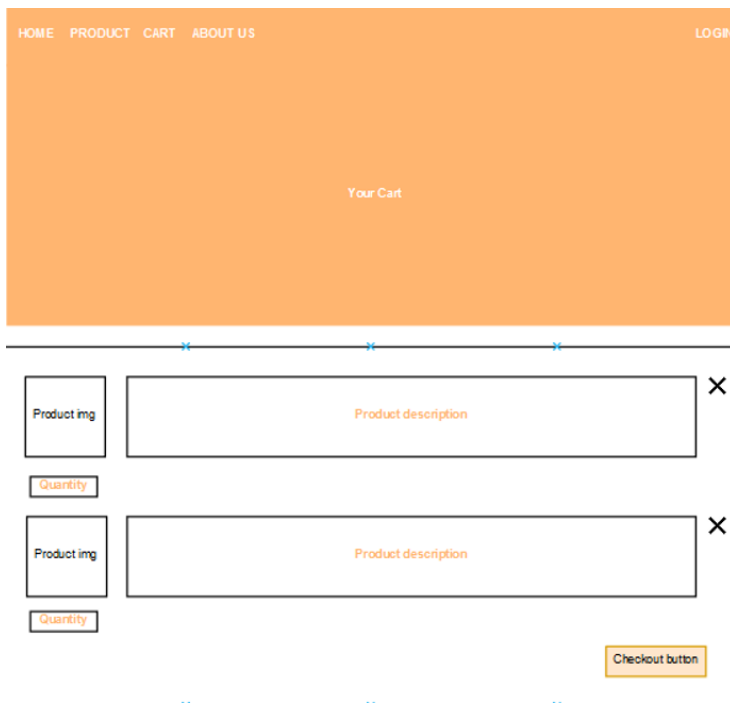 HOME PRODUCT CART ABOUT US LOGIN
Your Cart
Product img Product description
Quantity
Product img Product description
Quantity
Checkout button